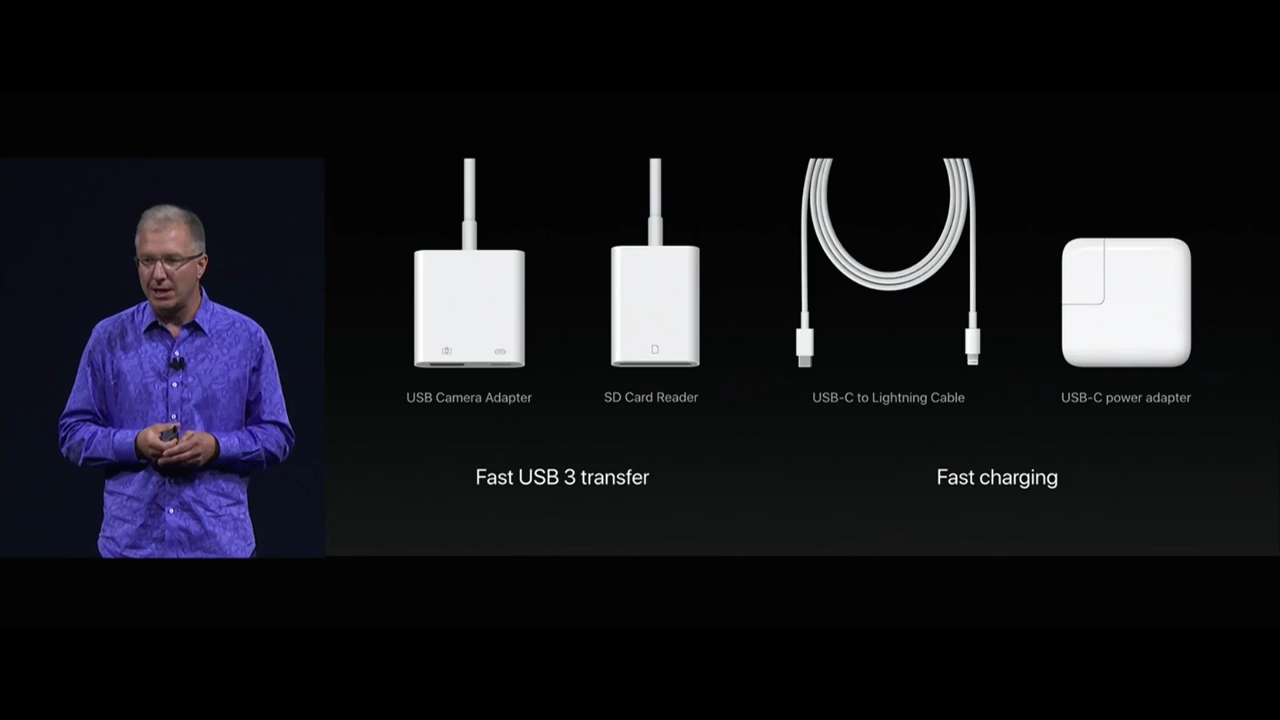 USB Camera Adapter
SD Card Reader
USB-C to Lightning Cable
USB-C power adapter
Fast USB 3 transfer
Fast charging